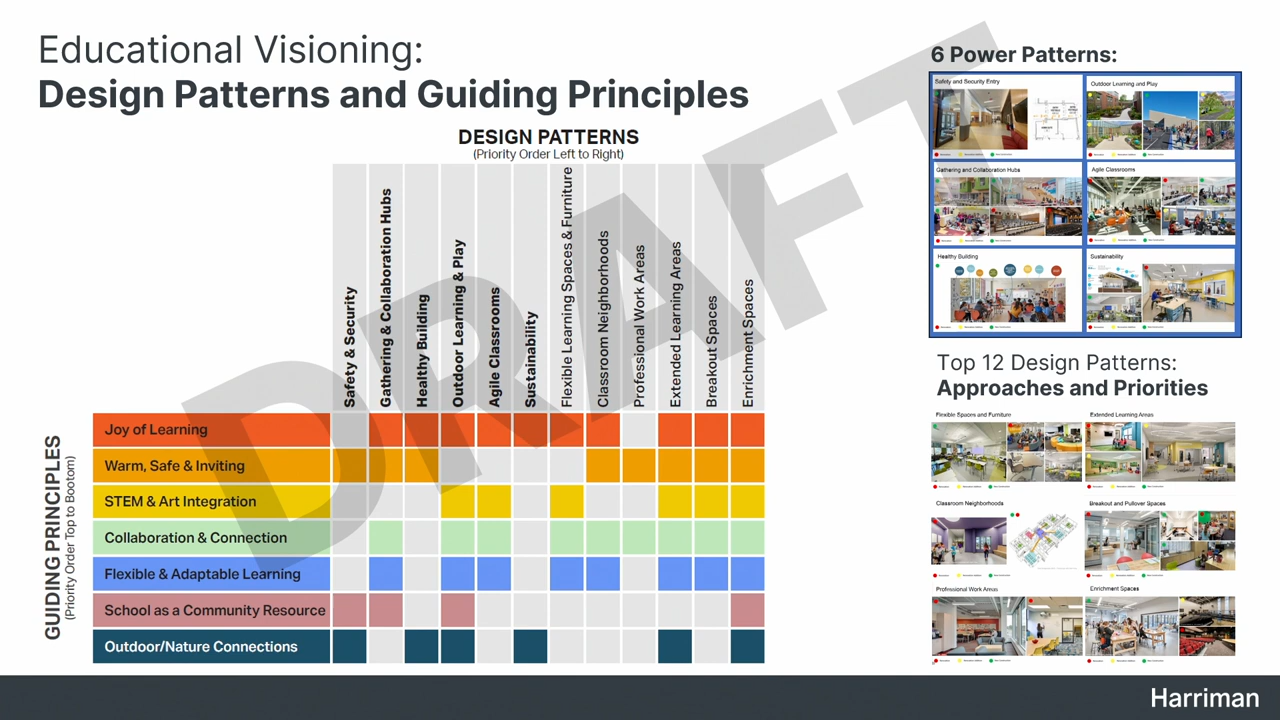 Educational Visioning:
Design Patterns and Guiding Principles
DESIGN PATTERNS
(Priority Order Left to Right)
Safety & Security
Gathering & Collaboration Hubs
Healthy Building
Outdoor Learning & Play
Agile Classrooms
Sustainability
Flexible Learning Spaces & Furniture
Classroom Neighborhoods
Professional Work Areas
Extended Learning Areas
Breakout Spaces
Enrichment Spaces
GUIDING PRINCIPLES
(Priority Order Top to Bootom)
Joy of Learning
Warm, Safe & Inviting
STEM & Art Integration
Collaboration & Connection
Flexible & Adaptable Learning
School as a Community Resource
Outdoor/Nature Connections
DRAFT
6 Power Patterns:
Safety and Security Entry
Outdoor Learning and Play
Gathering and Collaboration Hubs
Agile Classrooms
Healthy Building
Sustainability
Top 12 Design Patterns:
Approaches and Priorities
Flexible Spaces and Furniture
Extended Learning Areas
Classroom Neighborhoods
Breakout and Pullover Spaces
Professional Work Areas
Enrichment Spaces
Harriman